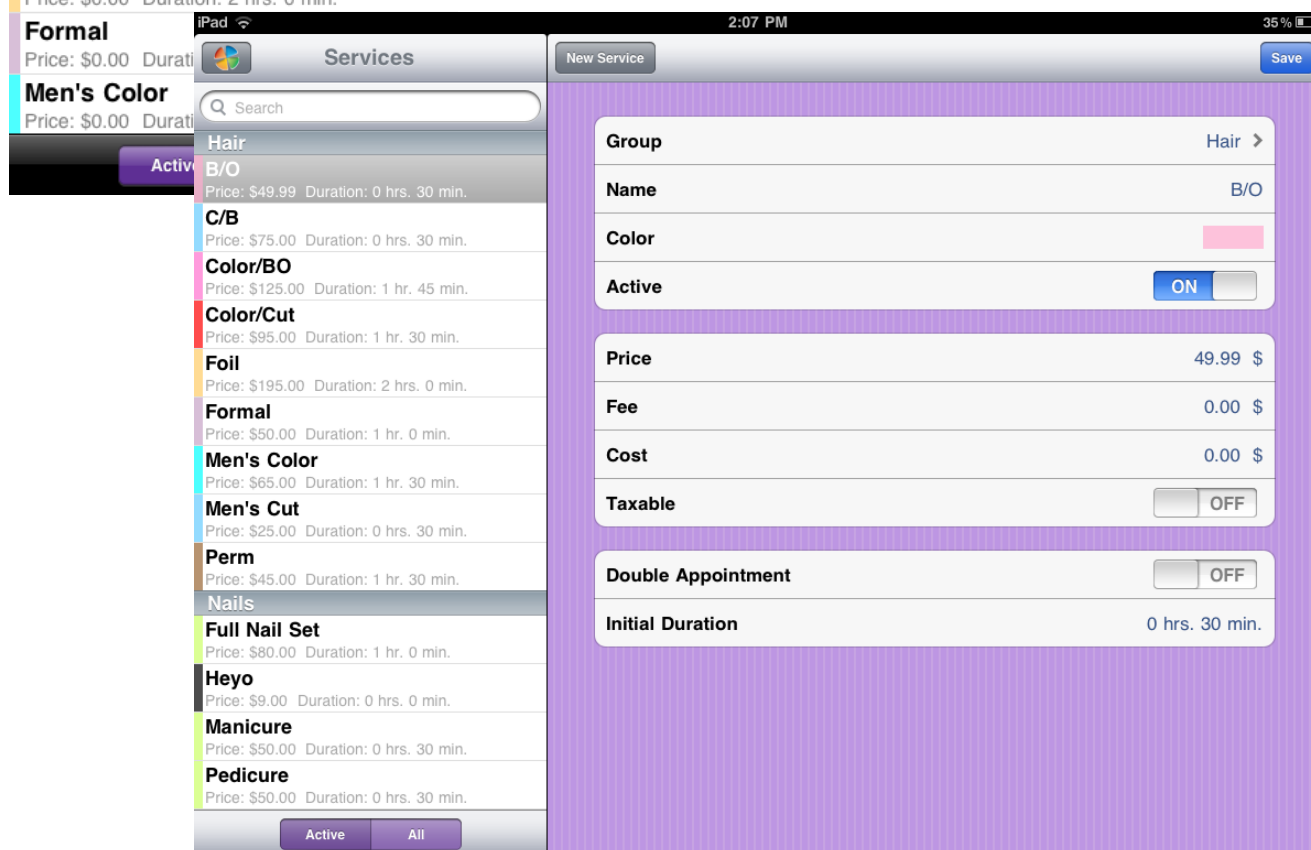 Price: $0.00 Duration: 2 hrs. 0 min.
Formal
Price: $0.00 Durati
Men's Color
Price: $0.00 Durati
Activ
iPad 2:07 PM 35%
Services
New Service
Save
Search
Hair
B/O
Price: $49.99 Duration: 0 hrs. 30 min.
C/B
Price: $75.00 Duration: 0 hrs. 30 min.
Color/BO
Price: $125.00 Duration: 1 hr. 45 min.
Color/Cut
Price: $95.00 Duration: 1 hr. 30 min.
Foil
Price: $195.00 Duration: 2 hrs. 0 min.
Formal
Price: $50.00 Duration: 1 hr. 0 min.
Men's Color
Price: $65.00 Duration: 1 hr. 30 min.
Men's Cut
Price: $25.00 Duration: 0 hrs. 30 min.
Perm
Price: $45.00 Duration: 1 hr. 30 min.
Nails
Full Nail Set
Price: $80.00 Duration: 1 hr. 0 min.
Heyo
Price: $9.00 Duration: 0 hrs. 0 min.
Manicure
Price: $50.00 Duration: 0 hrs. 30 min.
Pedicure
Price: $50.00 Duration: 0 hrs. 30 min.
Active All
Group Hair
Name B/O
Color
Active ON
Price 49.99 $
Fee 0.00 $
Cost 0.00 $
Taxable OFF
Double Appointment OFF
Initial Duration 0 hrs. 30 min.